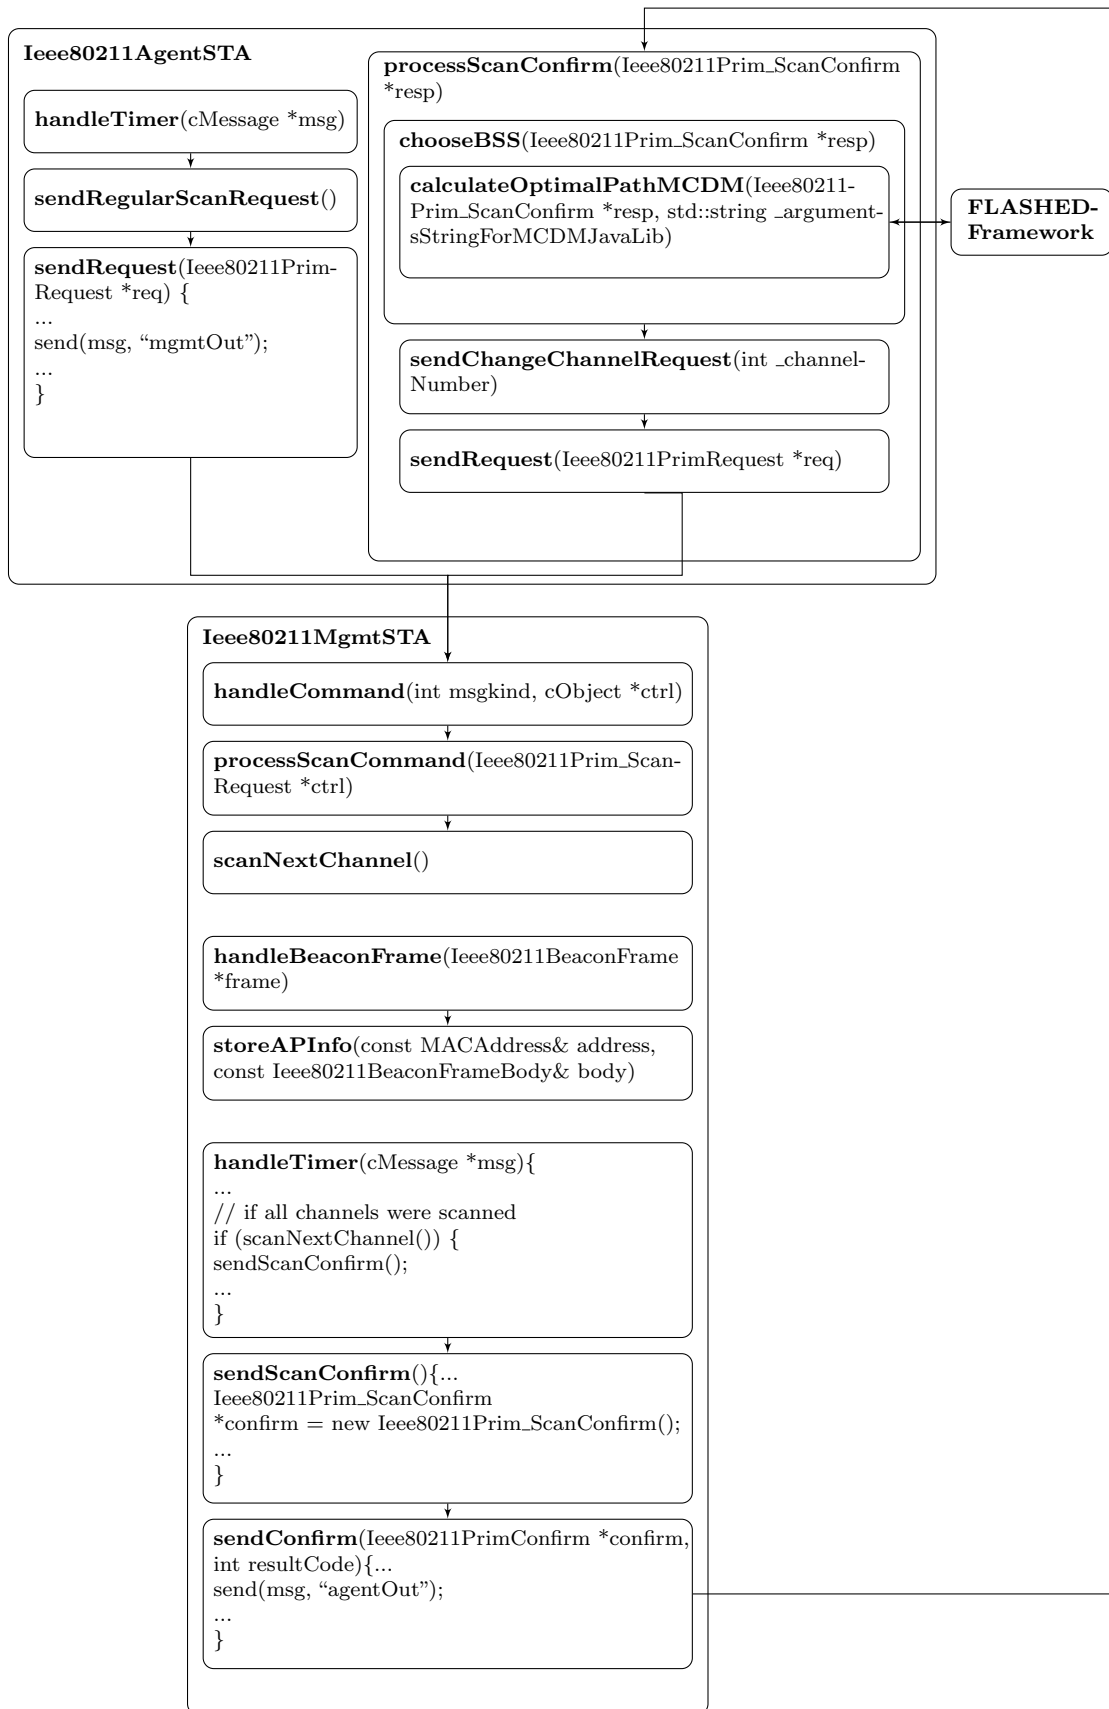 Ieee80211AgentSTA
handleTimer(cMessage *msg)
sendRegularScanRequest()
sendRequest(Ieee80211Prim-
Request *req) {
...
send(msg, “mgmtOut”);
...
}
processScanConfirm(Ieee80211Prim_ScanConfirm
*resp)
chooseBSS(Ieee80211Prim_ScanConfirm *resp)
calculateOptimalPathMCDM(Ieee80211-
Prim_ScanConfirm *resp, std::string _argument-
sStringForMCDMJavaLib)
FLASHED-
Framework
sendChangeChannelRequest(int _channel-
Number)
sendRequest(Ieee80211PrimRequest *req)
Ieee80211MgmtSTA
handleCommand(int msgkind, cObject *ctrl)
processScanCommand(Ieee80211Prim_Scan-
Request *ctrl)
scanNextChannel()
handleBeaconFrame(Ieee80211BeaconFrame
*frame)
storeAPInfo(const MACAddress& address,
const Ieee80211BeaconFrameBody& body)
handleTimer(cMessage *msg){
...
// if all channels were scanned
if (scanNextChannel()) {
sendScanConfirm();
...
}
sendScanConfirm(){...
Ieee80211Prim_ScanConfirm
*confirm = new Ieee80211Prim_ScanConfirm();
...
}
sendConfirm(Ieee80211PrimConfirm *confirm,
int resultCode){...
send(msg, “agentOut”);
...
}